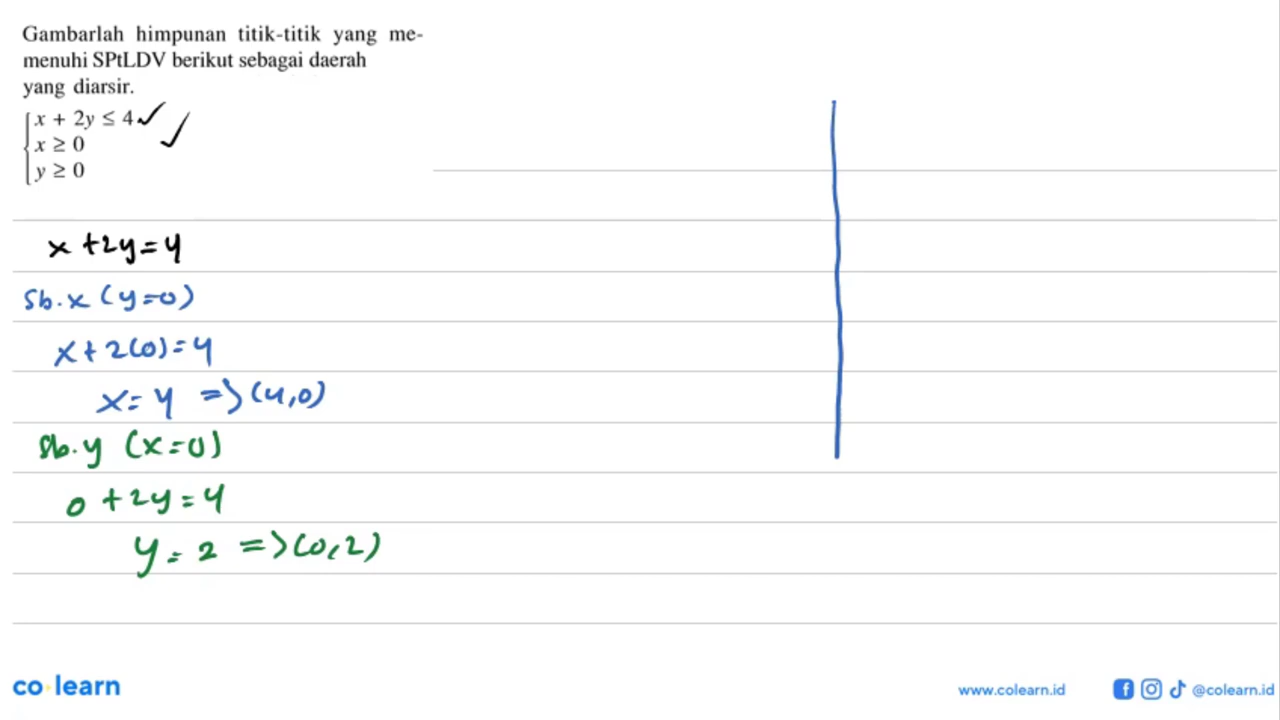 Gambarlah himpunan titik-titik yang me-
menuhi SPtLDV berikut sebagai daerah
yang diarsir.
x + 2y ≤ 4
x ≥ 0
y ≥ 0
x + 2y = 4
Sb. x (y=0)
x + 2(0) = 4
x = 4 => (4,0)
Sb. y (x=0)
0 + 2y = 4
y = 2 => (0,2)
co·learn
www.colearn.id
@colearn.id